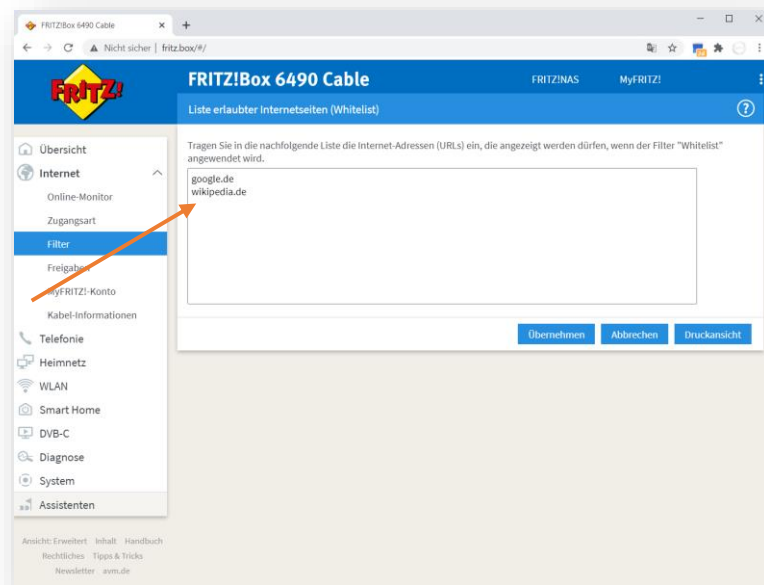 FRITZ!Box 6490 Cable
Nicht sicher | fritz.box/#/
FRITZ!
FRITZ!Box 6490 Cable
FRITZ!NAS
MyFRITZ!
Liste erlaubter Internetseiten (Whitelist)
Übersicht
Internet
Online-Monitor
Zugangsart
Filter
Freigaben
MyFRITZ!-Konto
Kabel-Informationen
Telefonie
Heimnetz
WLAN
Smart Home
DVB-C
Diagnose
System
Assistenten
Ansicht: Erweitert Inhalt Handbuch
Rechtliches Tipps & Tricks
Newsletter avm.de
Tragen Sie in die nachfolgende Liste die Internet-Adressen (URLs) ein, die angezeigt werden dürfen, wenn der Filter "Whitelist"
angewendet wird.
google.de
wikipedia.de
Übernehmen
Abbrechen
Druckansicht